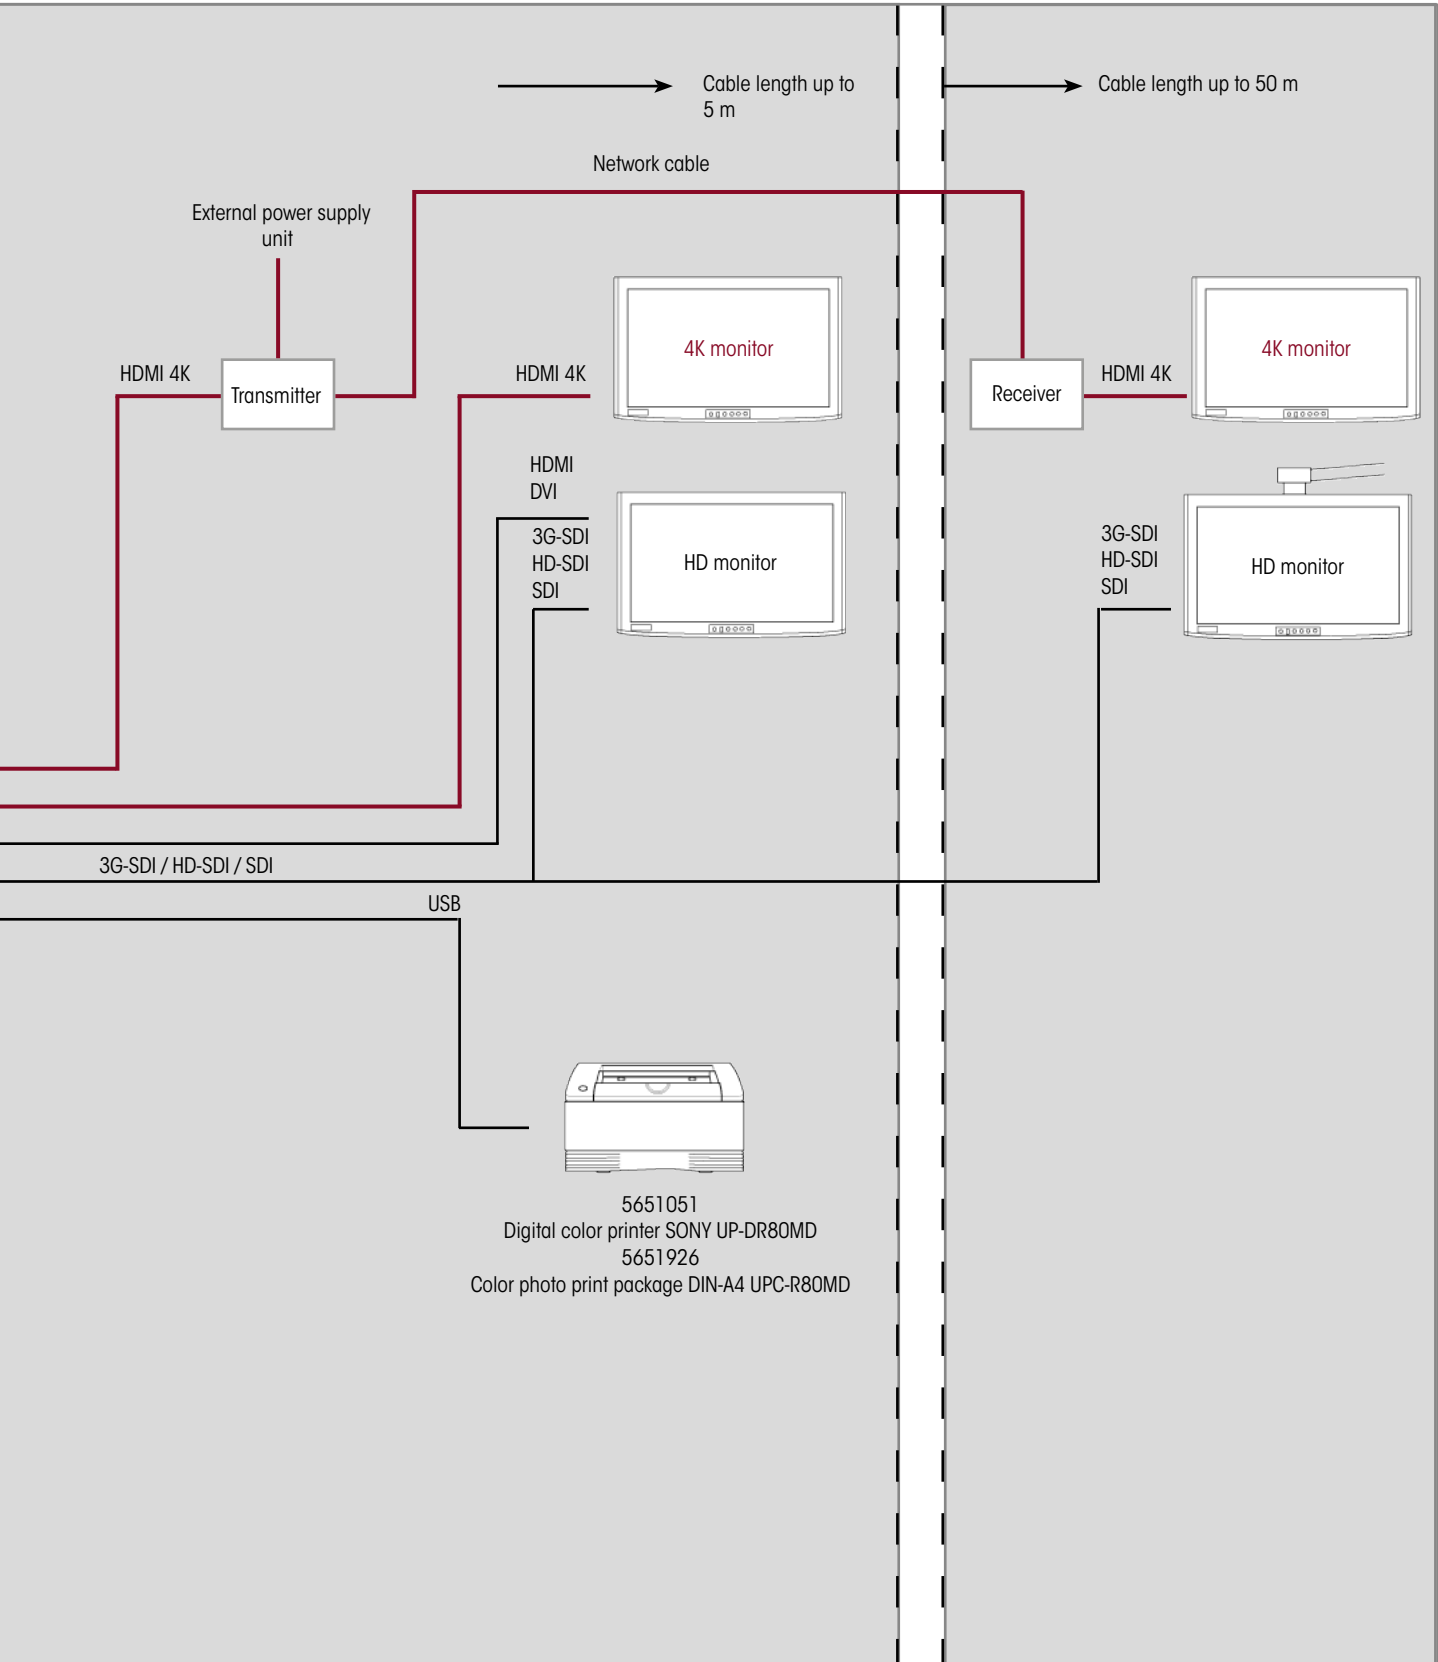 Cable length up to
5 m
Cable length up to 50 m
Network cable
External power supply
unit
HDMI 4K
Transmitter
HDMI 4K
4K monitor
Receiver
HDMI 4K
4K monitor
HDMI
DVI
3G-SDI
HD-SDI
SDI
HD monitor
3G-SDI
HD-SDI
SDI
HD monitor
3G-SDI / HD-SDI / SDI
USB
5651051
Digital color printer SONY UP-DR80MD
5651926
Color photo print package DIN-A4 UPC-R80MD